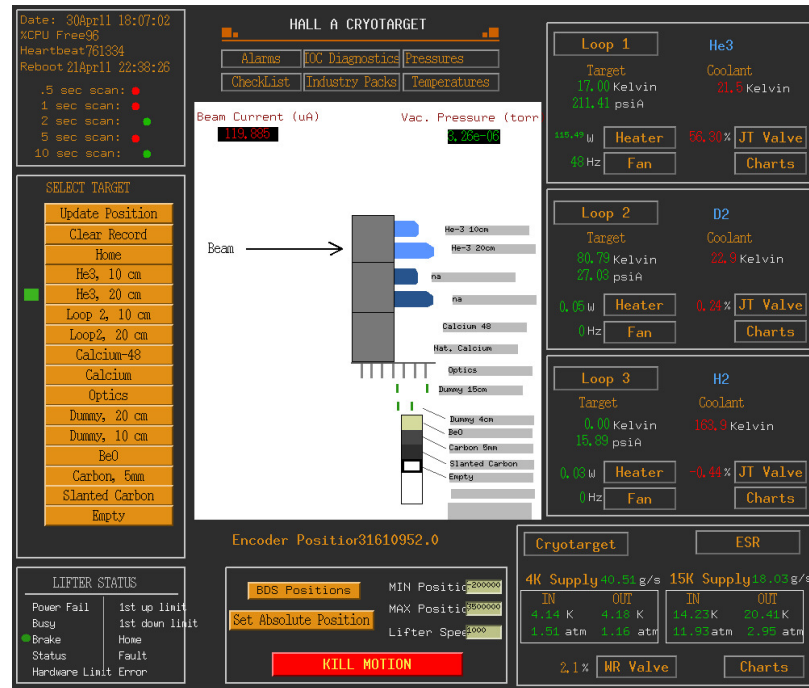 Date: 30Apr11 18:07:02
%CPU Free96
Heartbeat761334
Reboot 21Apr11 22:38:26
.5 sec scan:
1 sec scan:
2 sec scan:
5 sec scan:
10 sec scan:
HALL A CRYOTARGET
Alarms IOC Diagnostics Pressures
CheckList Industry Packs Temperatures
Beam Current (uA) Vac. Pressure (torr
119.885 8.26e-06
Beam
He-3 10cm
He-3 20cm
na
na
Calcium 48
Nat. Calcium
Optics
Dummy 15cm
Dummy 4cm
BeO
Carbon 5mm
Slanted Carbon
Empty
SELECT TARGET
Update Position
Clear Record
Home
He3, 10 cm
He3, 20 cm
Loop 2, 10 cm
Loop2, 20 cm
Calcium-48
Calcium
Optics
Dummy, 20 cm
Dummy, 10 cm
BeO
Carbon, 5mm
Slanted Carbon
Empty
Loop 1 He3
Target Coolant
17.00 Kelvin 21.5 Kelvin
211.41 psiA
115.49 W Heater 56.30 % JT Valve
48 Hz Fan Charts
Loop 2 D2
Target Coolant
80.79 Kelvin 22.9 Kelvin
27.03 psiA
0.05 W Heater 0.24 % JT Valve
0 Hz Fan Charts
Loop 3 H2
Target Coolant
0.00 Kelvin 163.9 Kelvin
15.89 psiA
0.03 W Heater -0.44 % JT Valve
0 Hz Fan Charts
Encoder Position31610952.0
LIFTER STATUS
Power Fail 1st up limit
Busy 1st down limit
Brake Home
Status Fault
Hardware Limit Error
BDS Positions
Set Absolute Position
MIN Positic -200000
MAX Positic
Lifter Spee 1000
KILL MOTION
Cryotarget ESR
4K Supply 40.51 g/s 15K Supply 18.03 g/s
IN OUT IN OUT
4.14 K 4.18 K 14.23K 20.41K
1.51 atm 1.16 atm 11.93atm 2.95 atm
2.1% WR Valve Charts